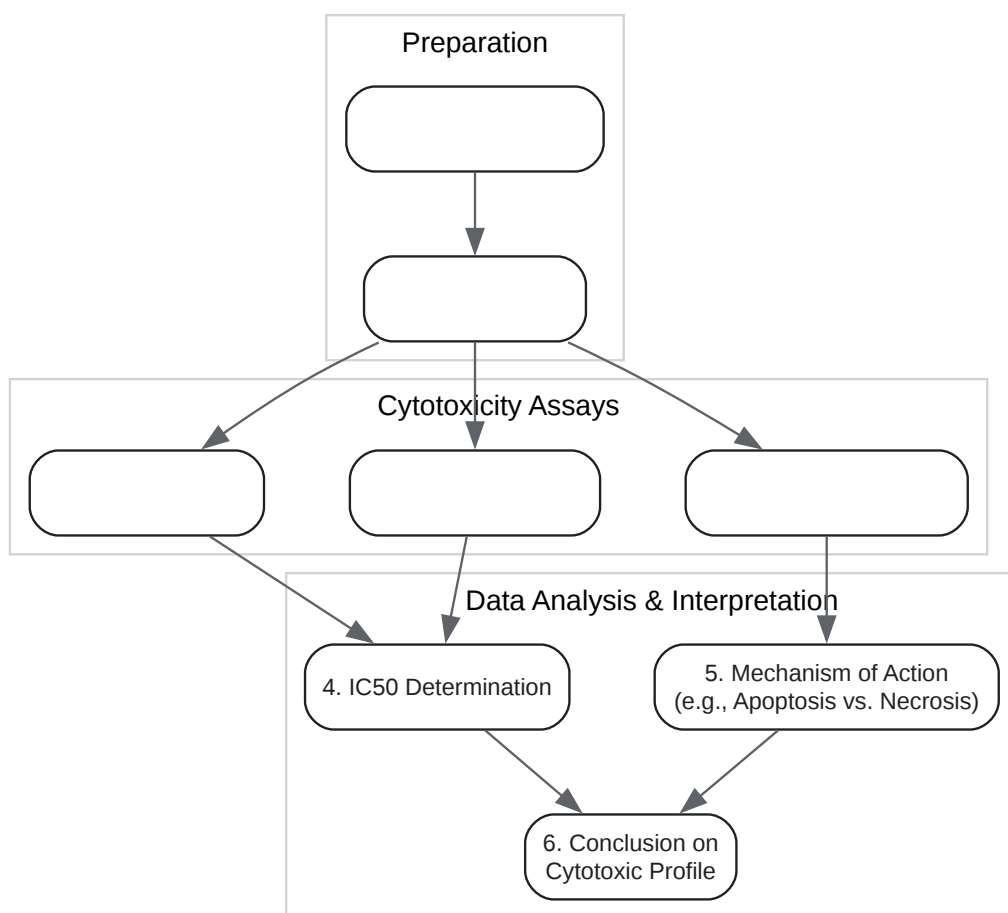 Preparation
Cytotoxicity Assays
Data Analysis & Interpretation
4. IC50 Determination
5. Mechanism of Action
(e.g., Apoptosis vs. Necrosis)
6. Conclusion on
Cytotoxic Profile